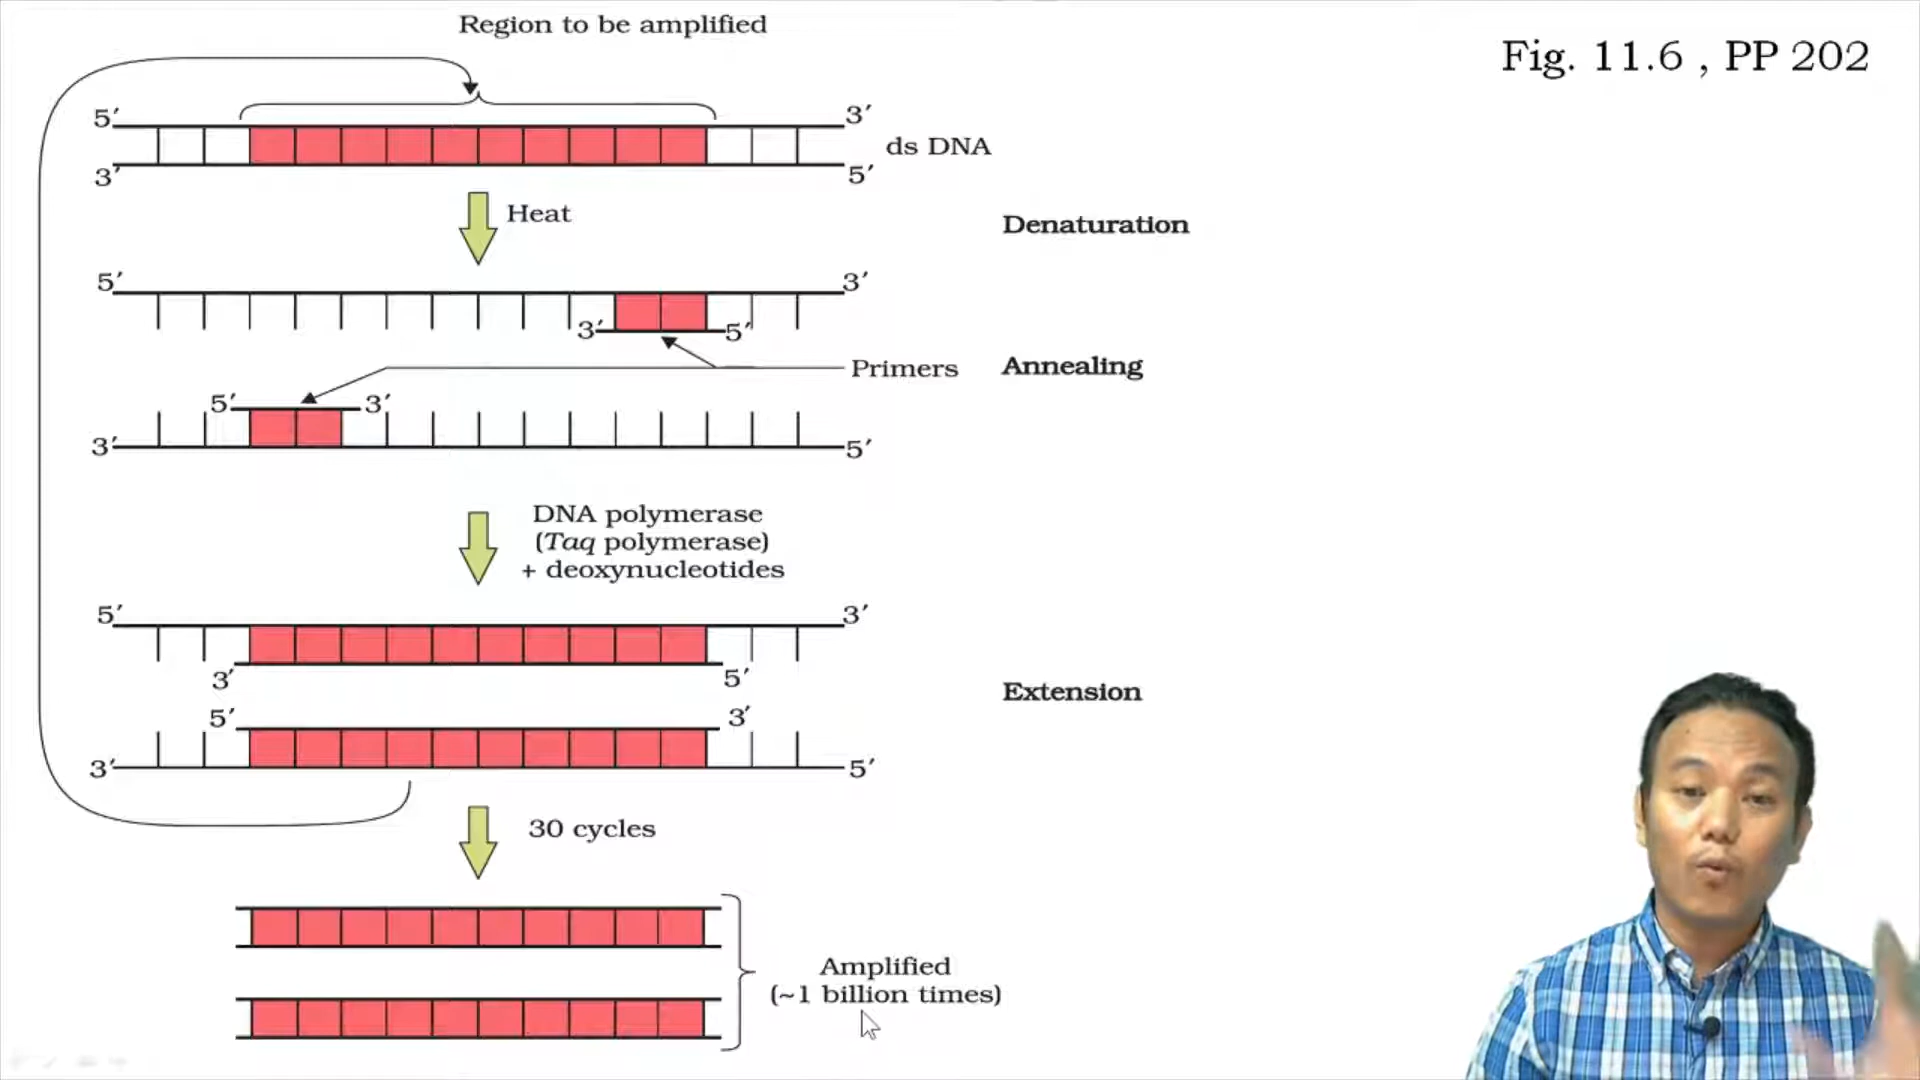 Region to be amplified
Fig. 11.6 , PP 202
5′
3′
ds DNA
3′
5′
Heat
Denaturation
5′
3′
3′
5′
Primers
Annealing
5′
3′
3′
5′
DNA polymerase
(Taq polymerase)
+ deoxynucleotides
5′
3′
3′
5′
Extension
5′
3′
3′
5′
30 cycles
Amplified
(~1 billion times)